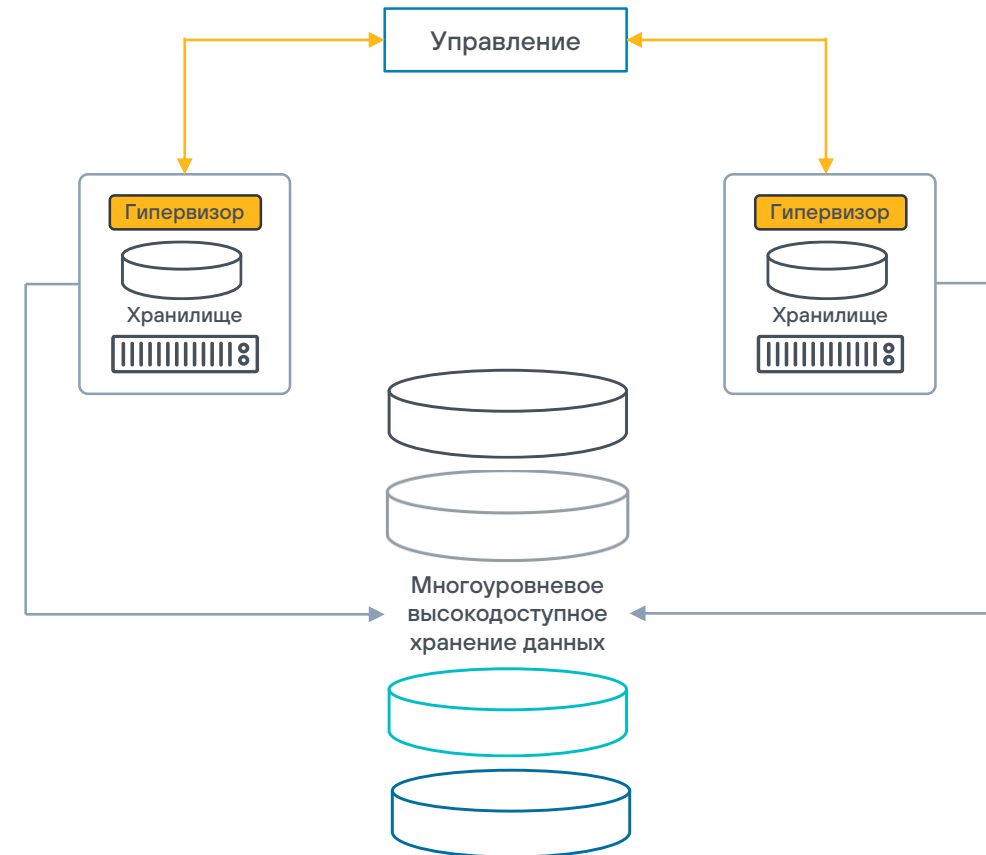 Управление
Гипервизор
Хранилище
Гипервизор
Хранилище
Многоуровневое
высокодоступное
хранение данных